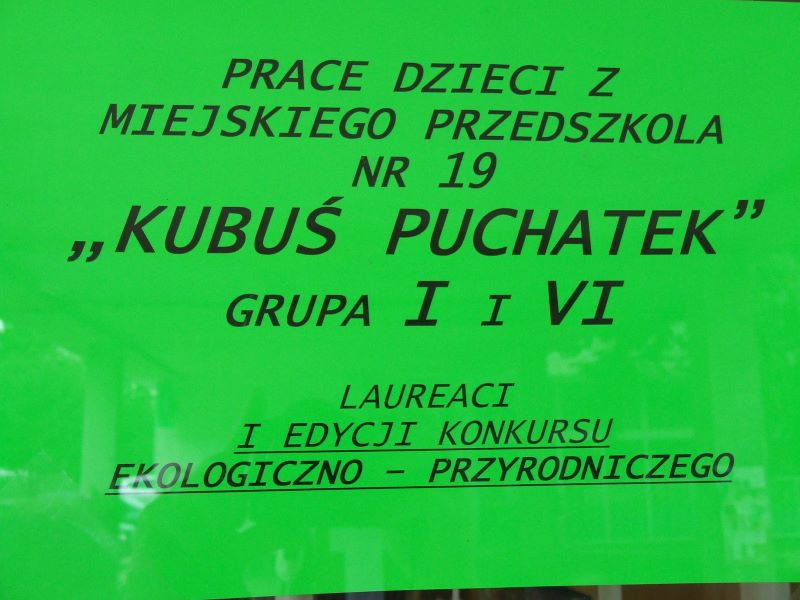 PRACE DZIECI Z
MIEJSKIEGO PRZEDSZKOLA
NR 19
„KUBUŚ PUCHATEK”
GRUPA I I VI
LAUREACI
I EDYCJI KONKURSU
EKOLOGICZNO – PRZYRODNICZEGO